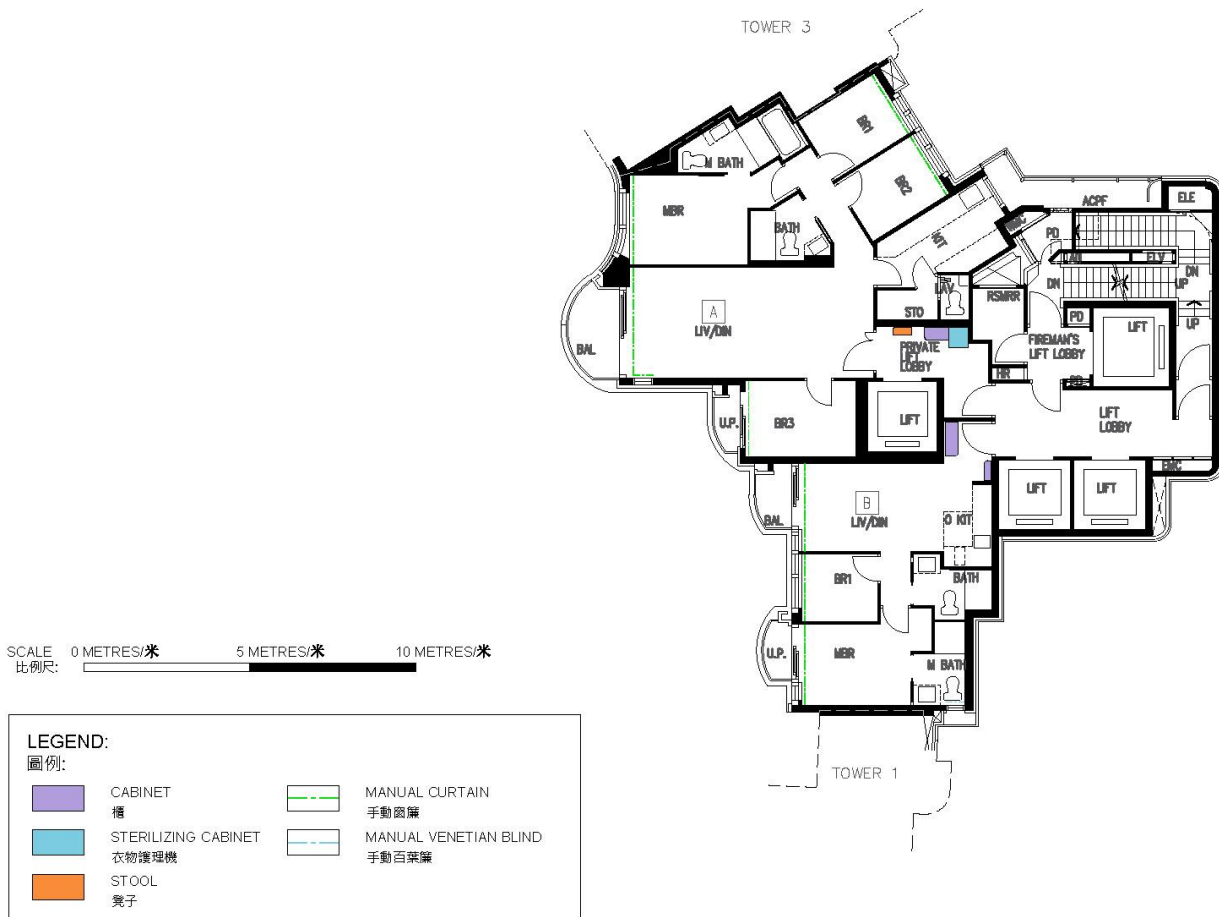 TOWER 3
BR1
M BATH
BR2
MBR
ACPF
ELE
BATH
KIT
PD
ELV
DN
DN
UP
LAV
RSMRR
STO
A
LIV/DIN
PD
UP
LIFT
BAL
PRIVATE
LIFT
LOBBY
FIREMAN'S
LIFT LOBBY
HR
U.P.
BR3
LIFT
LIFT
LOBBY
EMC
LIFT
LIFT
B
LIV/DIN
BAL
O KIT
BR1
BATH
U.P.
MBR
M BATH
TOWER 1
SCALE 0 METRES/米 5 METRES/米 10 METRES/米
比例尺:
LEGEND:
圖例:
CABINET
櫃
STERILIZING CABINET
衣物護理機
STOOL
凳子
MANUAL CURTAIN
手動窗簾
MANUAL VENETIAN BLIND
手動百葉簾